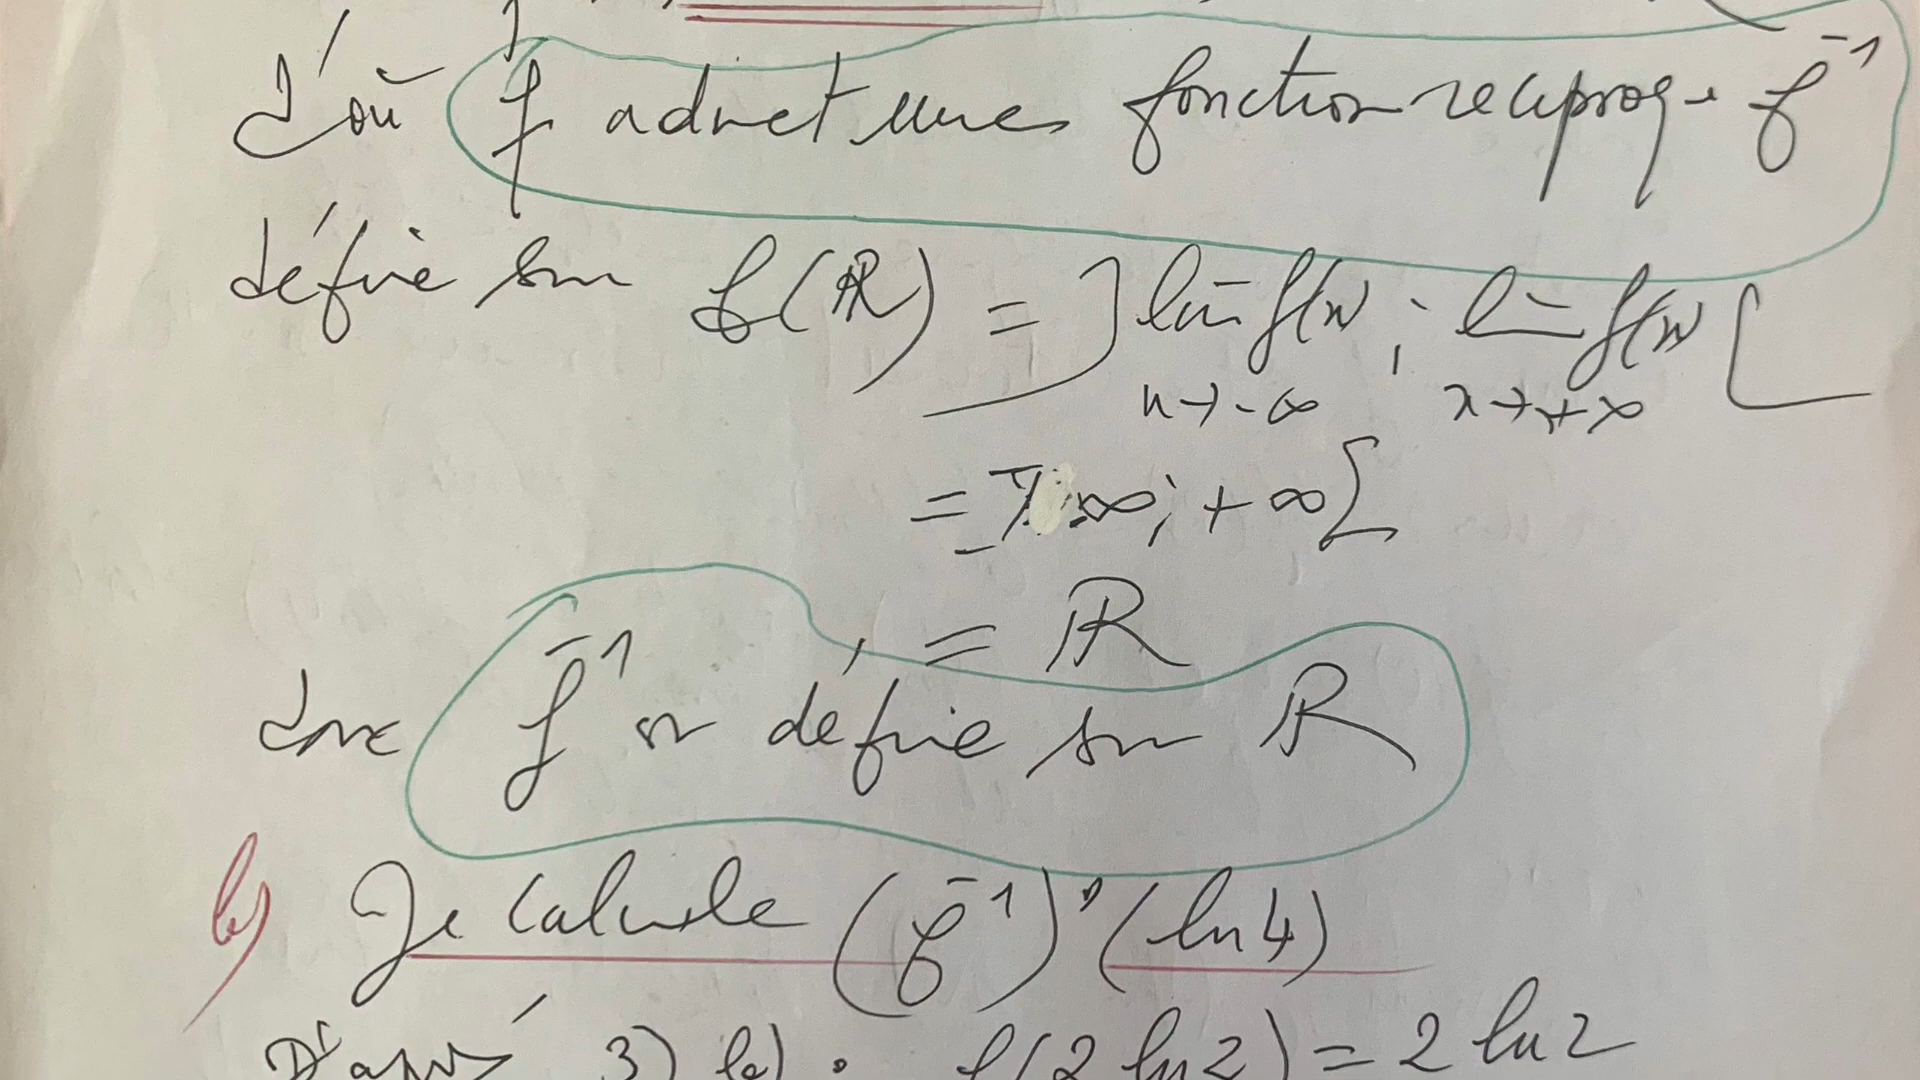 d'où f admet une fonction réciproque f⁻¹
définie sur f(ℝ) = ]lim f(x) ; lim f(x)[
x→-∞ x→+∞
= ]-∞; +∞[
= ℝ
donc f⁻¹ est définie sur ℝ
b) Je calcule (f⁻¹)'(ln4)
D'après 3) b) : f(2 ln2) = 2 ln2